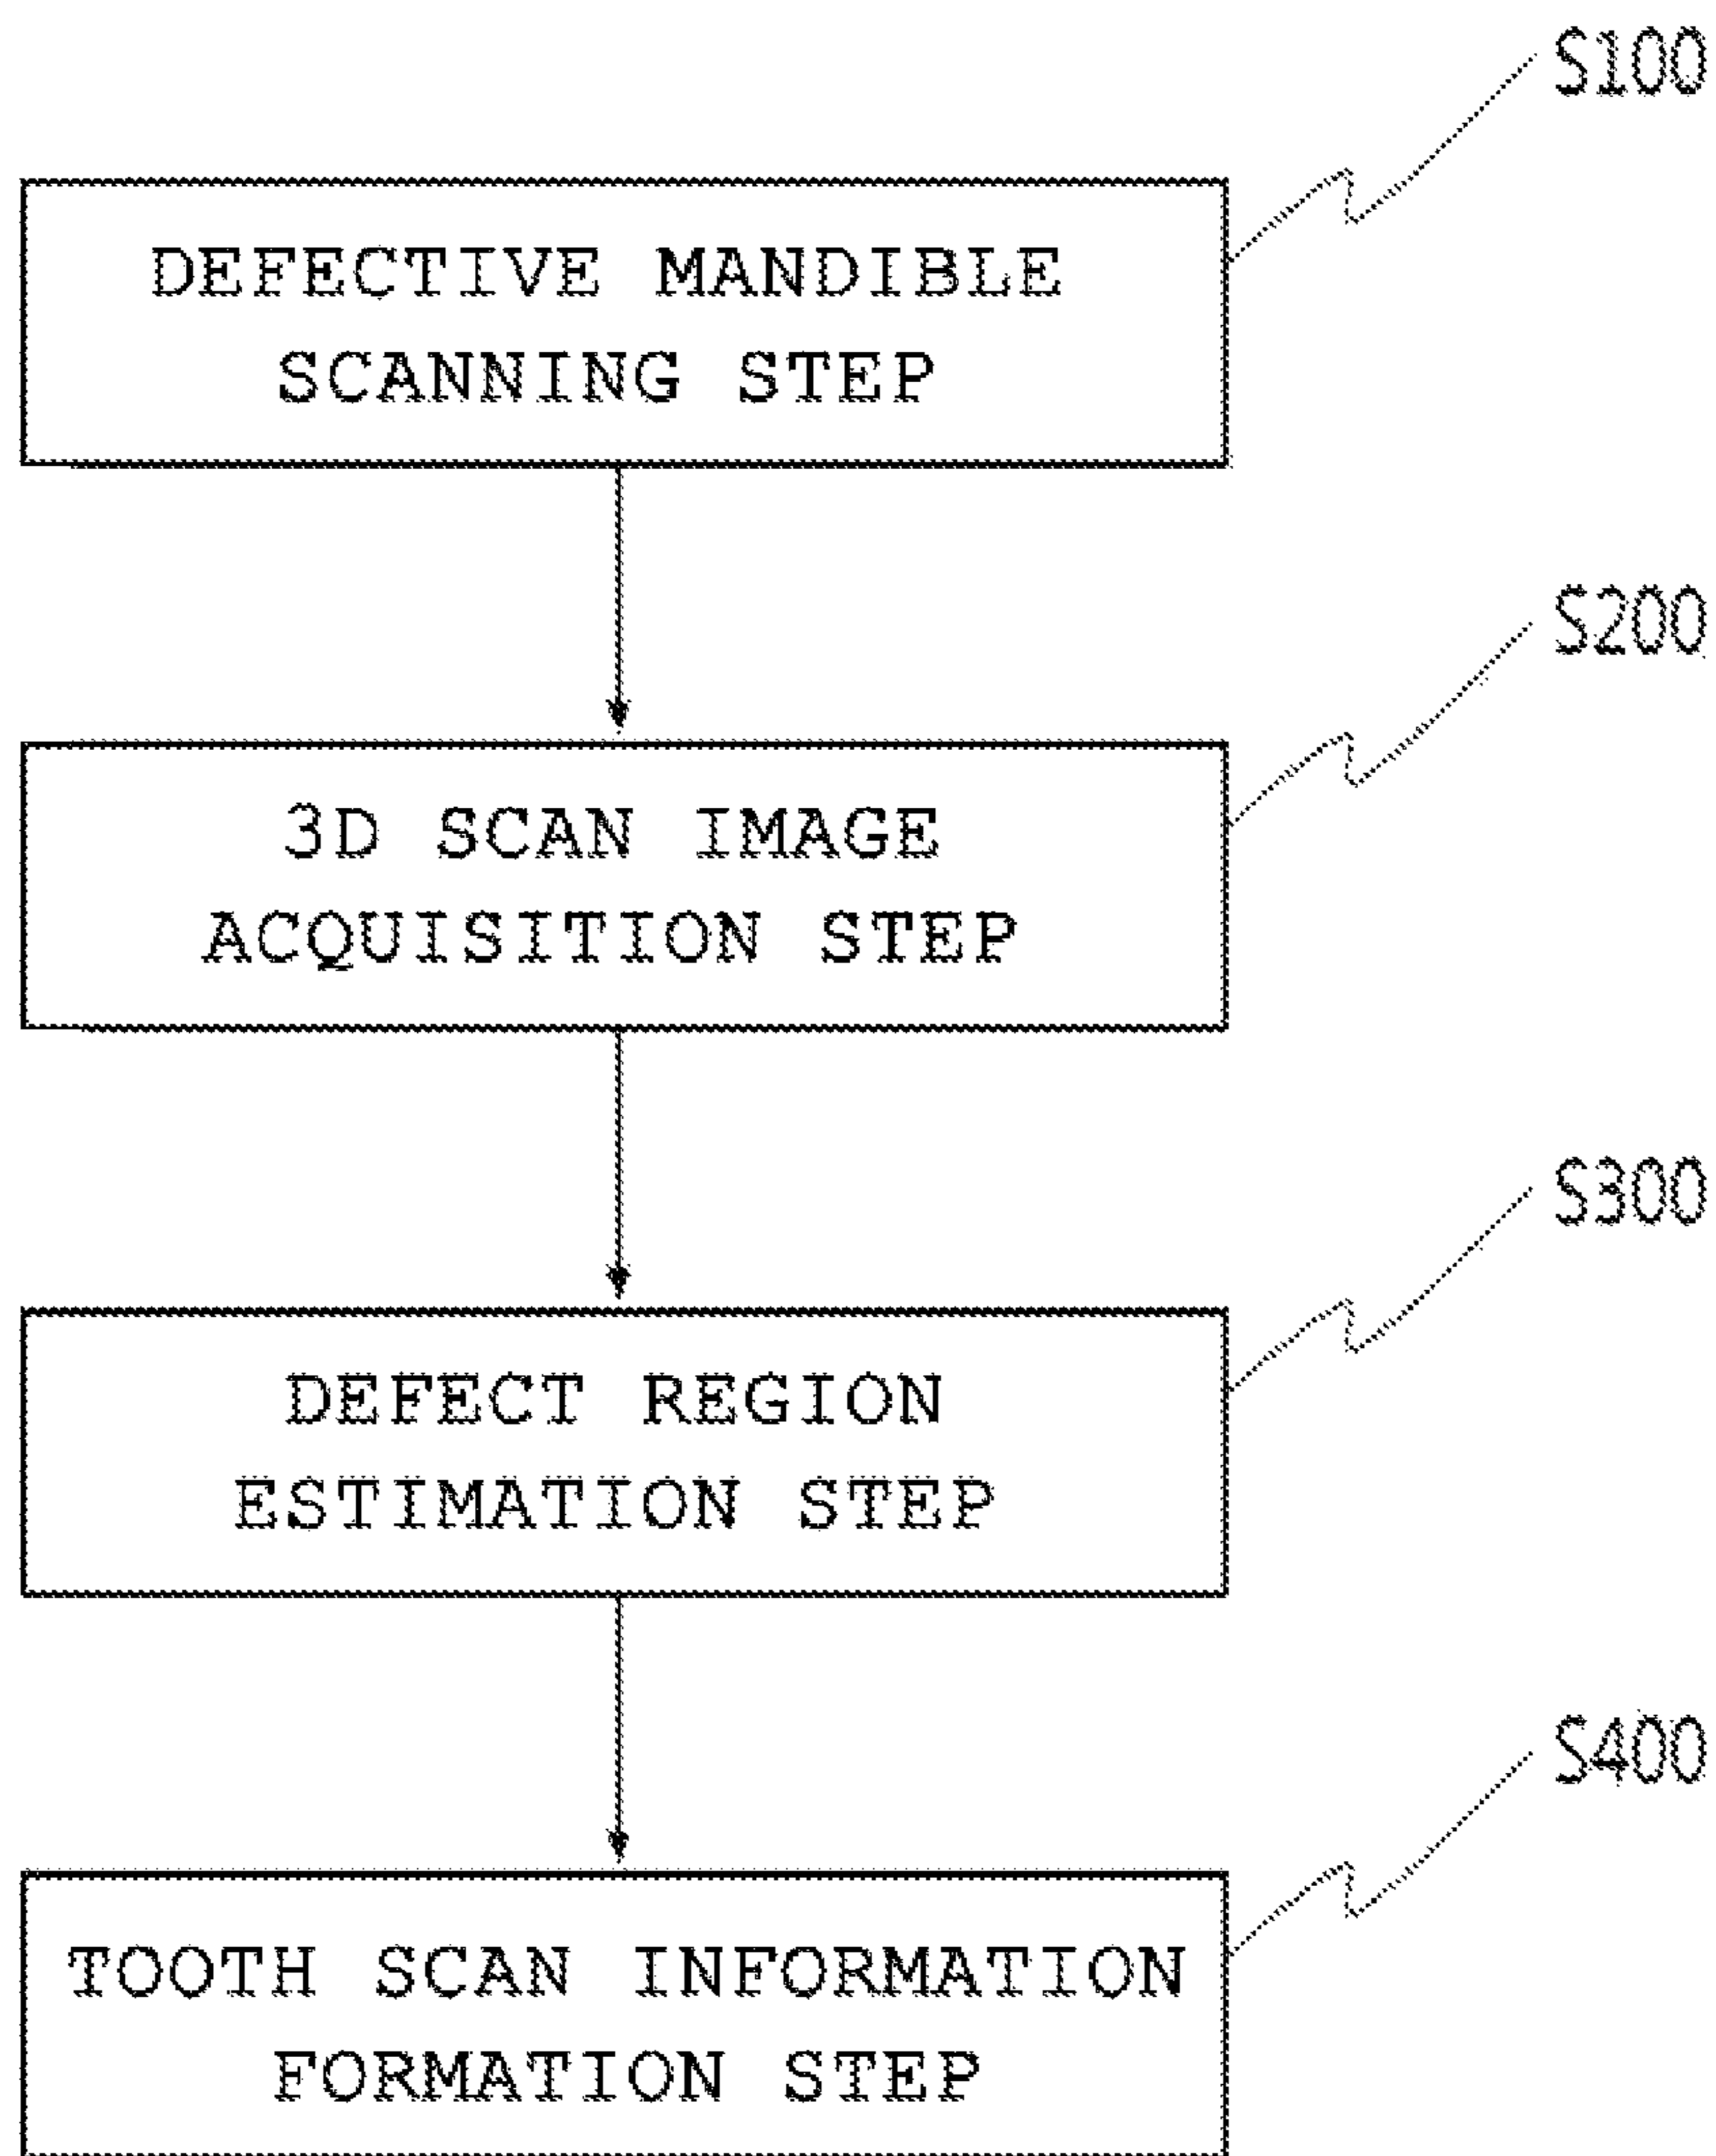 S100
DEFECTIVE MANDIBLE
SCANNING STEP
S200
3D SCAN IMAGE
ACQUISITION STEP
S300
DEFECT REGION
ESTIMATION STEP
S400
TOOTH SCAN INFORMATION
FORMATION STEP